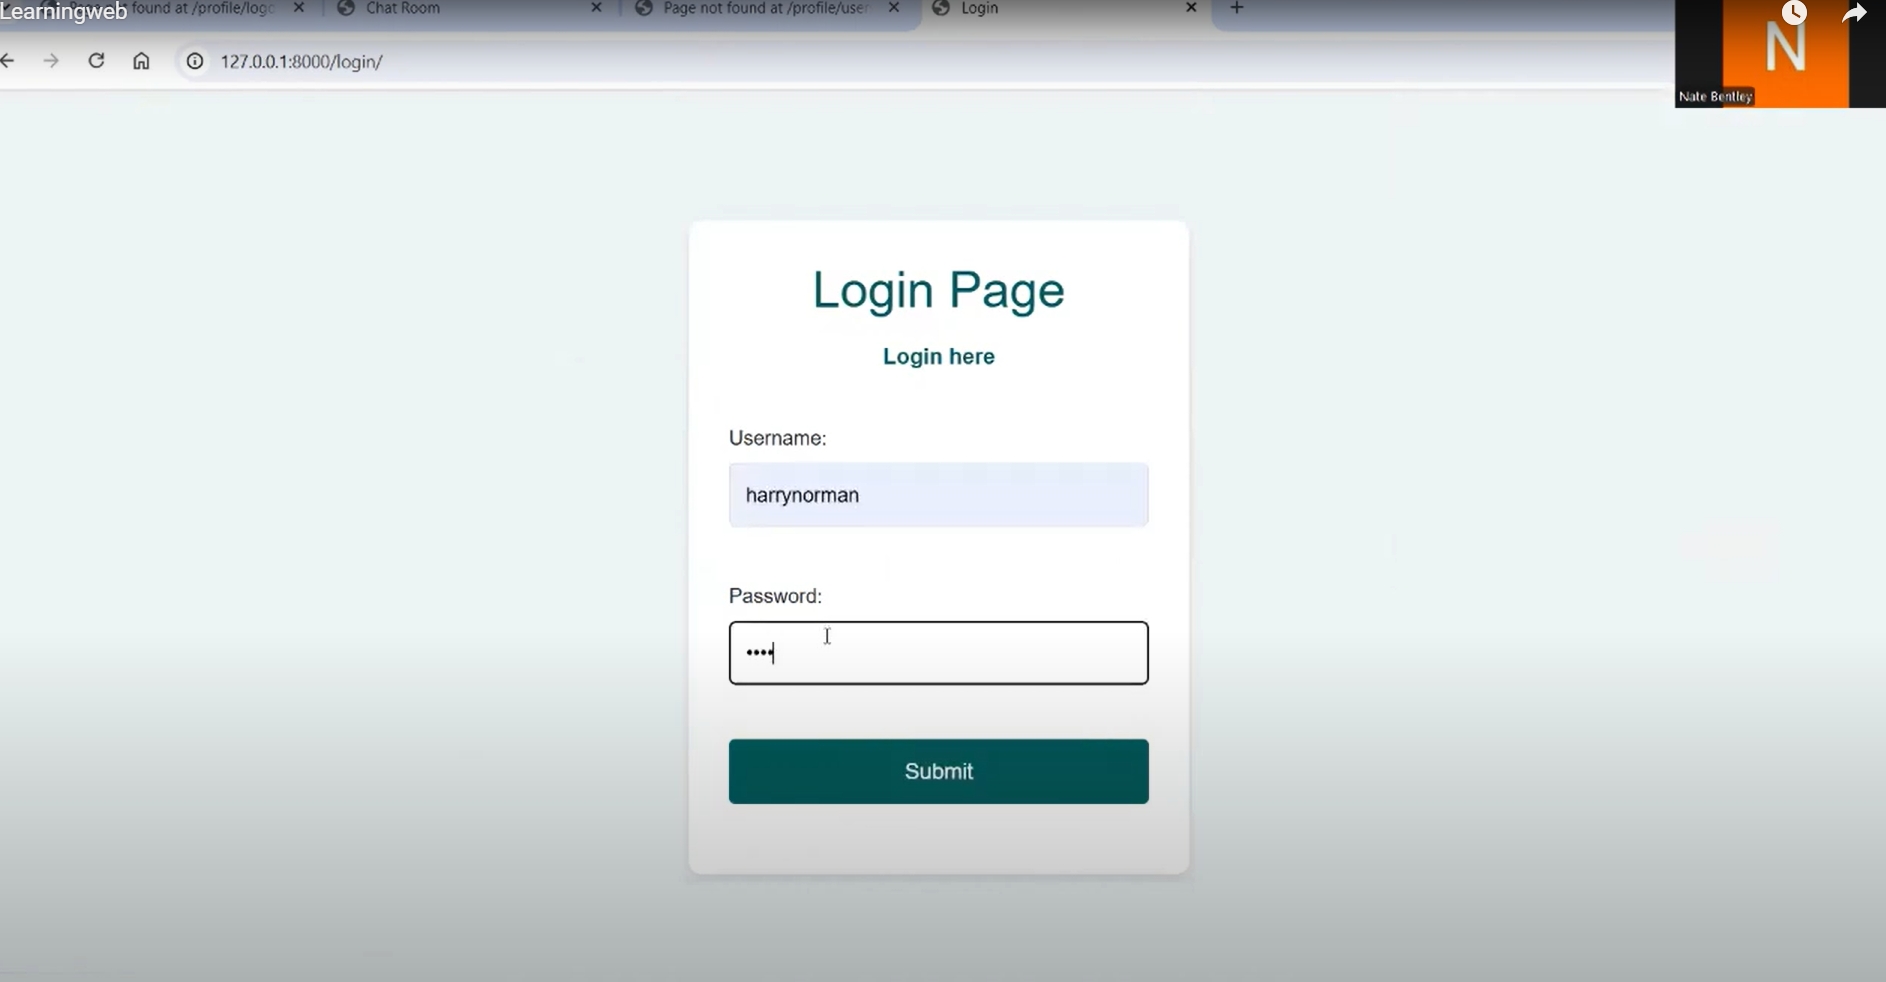 Learningweb
found at /profile/logo
Chat Room
Page not found at /profile/user
Login
127.0.0.1:8000/login/
N
Nate Bentley
Login Page
Login here
Username:
harrynorman
Password:
••••
Submit